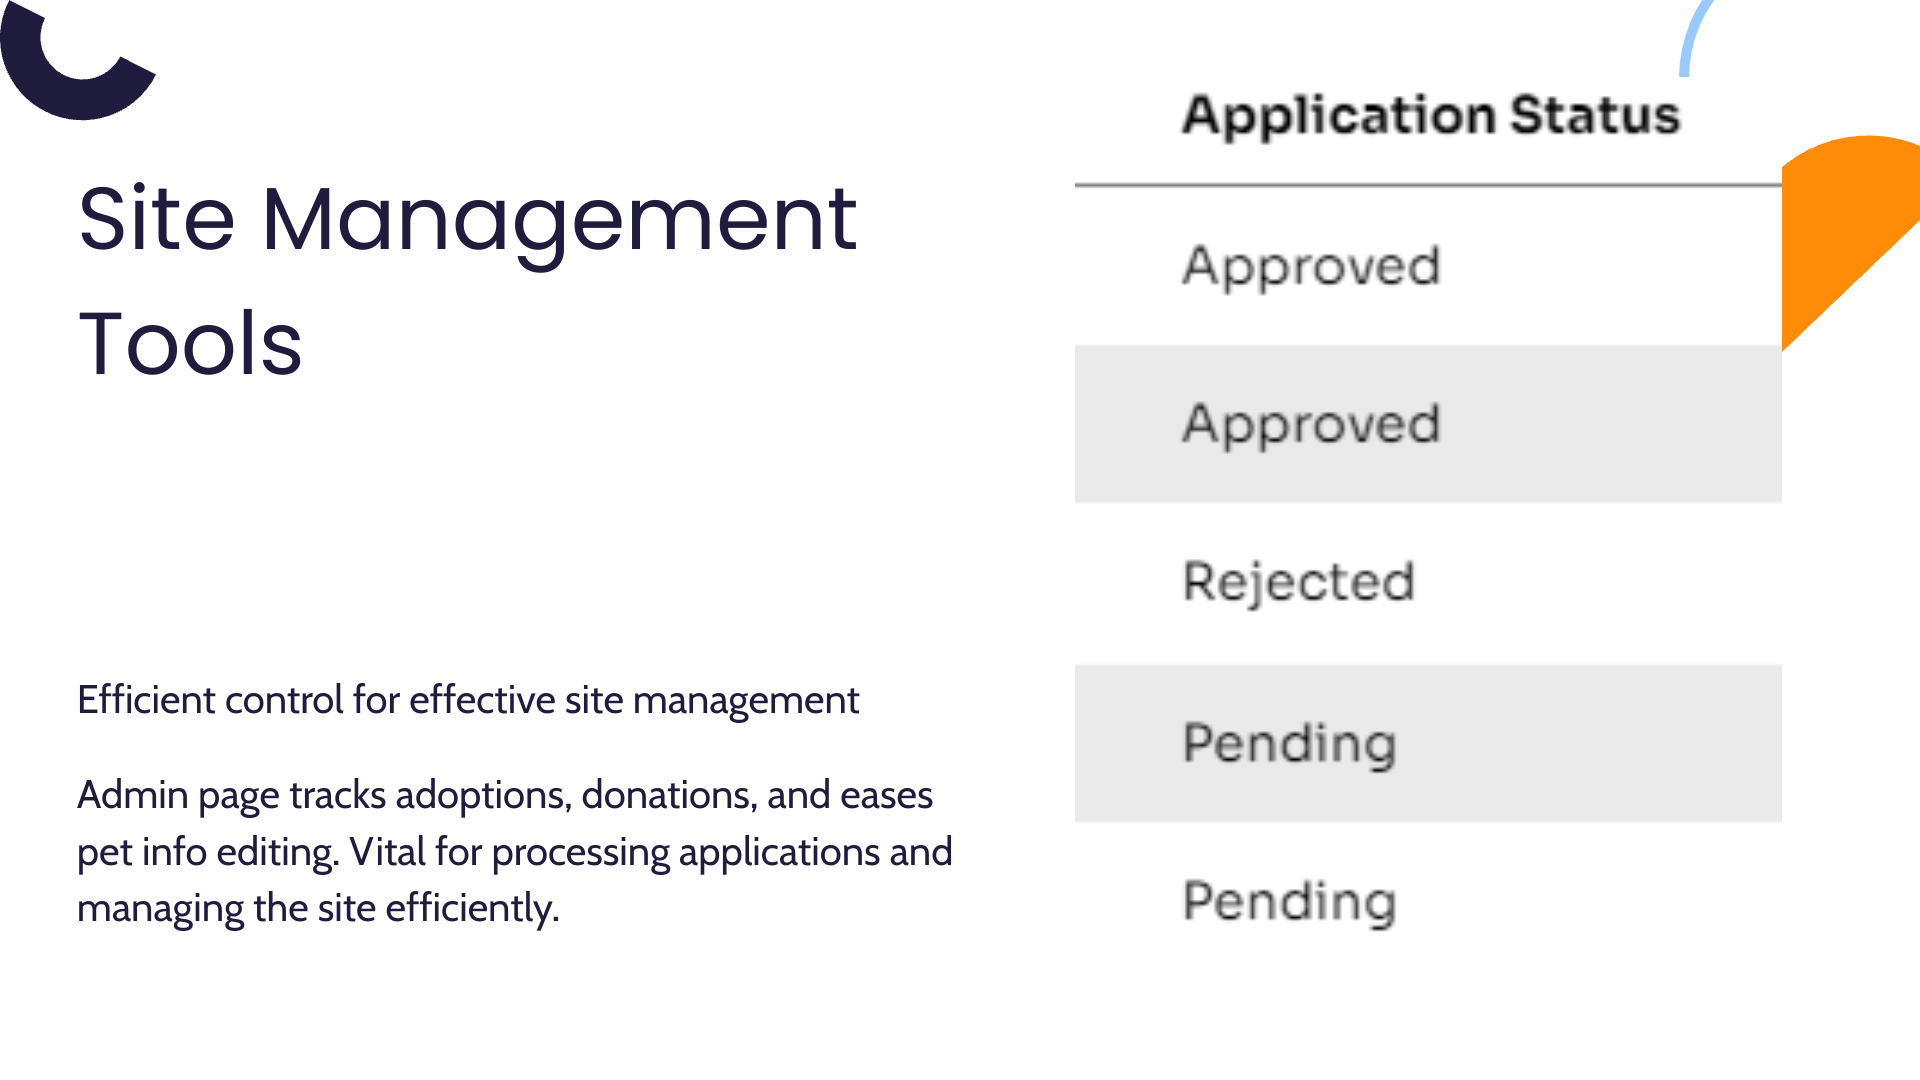 Site Management
Tools
Efficient control for effective site management
Admin page tracks adoptions, donations, and eases
pet info editing. Vital for processing applications and
managing the site efficiently.
Application Status
Approved
Approved
Rejected
Pending
Pending